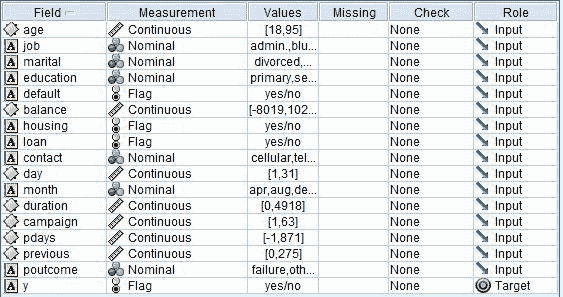 Field Measurement Values Missing Check Role
age Continuous [18,95] None Input
A job Nominal admin.,blu... None Input
A marital Nominal divorced,... None Input
A education Nominal primary,se... None Input
A default Flag yes/no None Input
balance Continuous [-8019,102... None Input
A housing Flag yes/no None Input
A loan Flag yes/no None Input
A contact Nominal cellular,tel... None Input
day Continuous [1,31] None Input
A month Nominal apr,aug,de... None Input
duration Continuous [0,4918] None Input
campaign Continuous [1,63] None Input
pdays Continuous [-1,871] None Input
previous Continuous [0,275] None Input
A poutcome Nominal failure,oth... None Input
A y Flag yes/no None Target